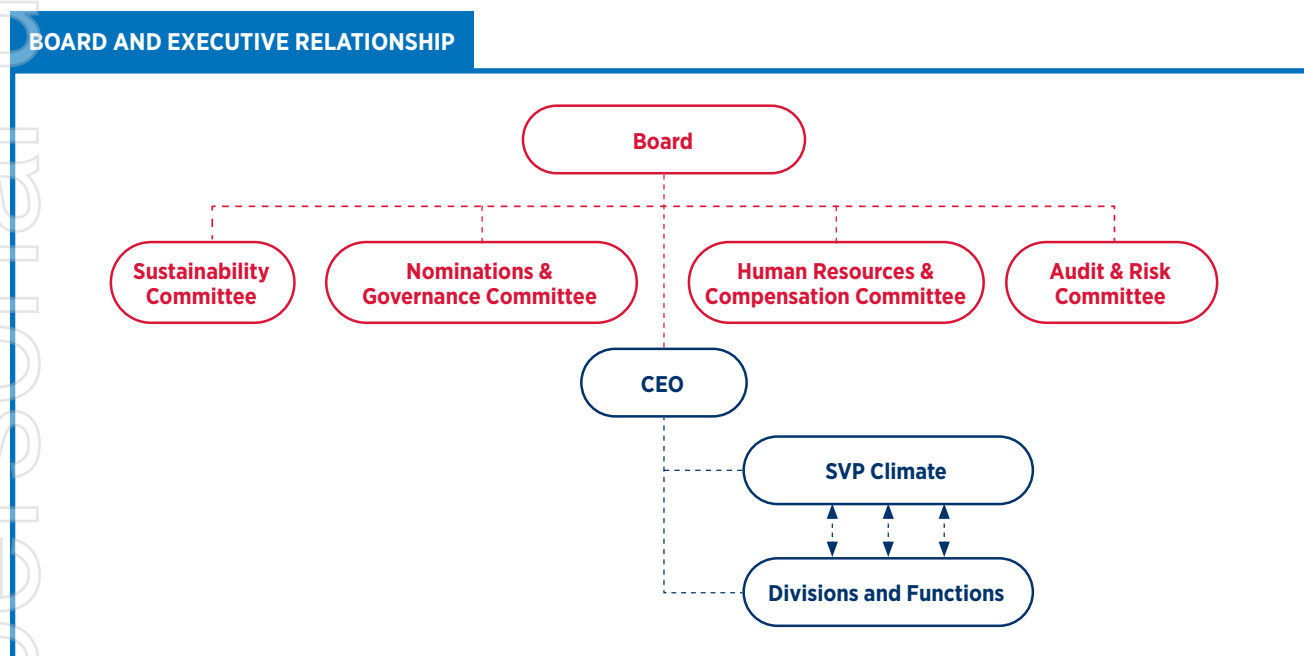 BOARD AND EXECUTIVE RELATIONSHIP
Board
Sustainability
Committee
Nominations &
Governance Committee
Human Resources &
Compensation Committee
Audit & Risk
Committee
CEO
SVP Climate
Divisions and Functions